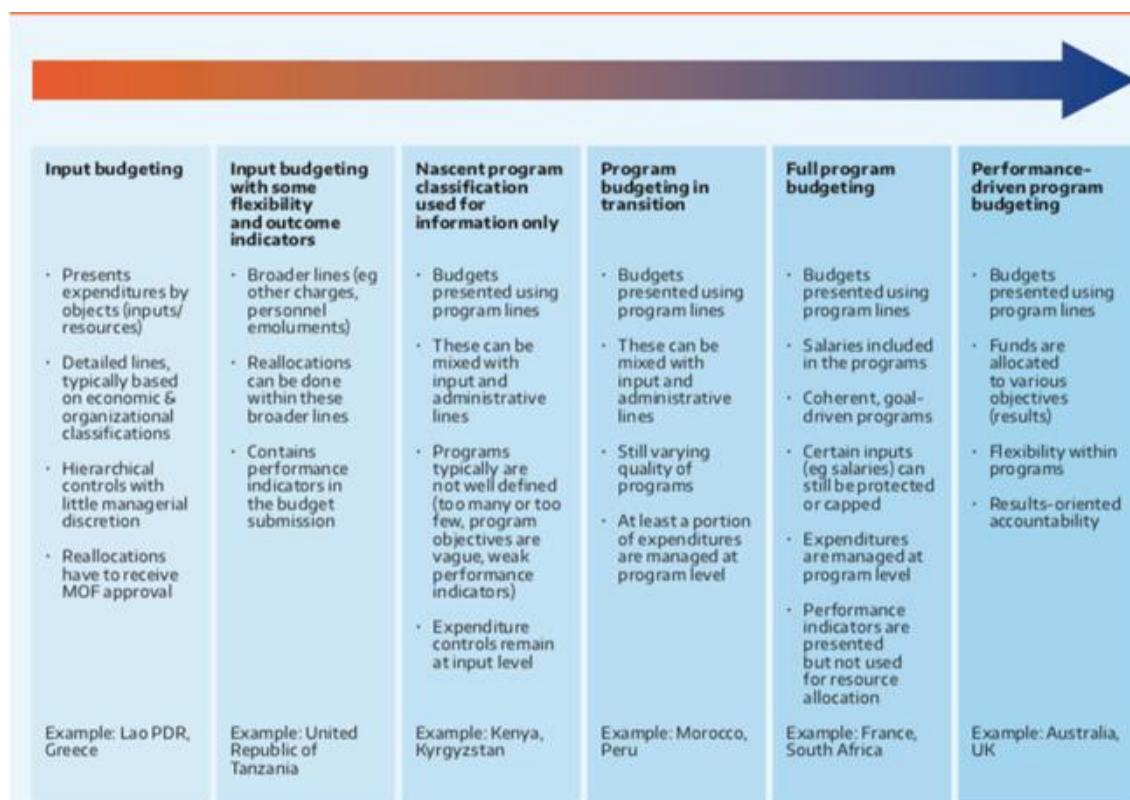 Input budgeting
· Presents
expenditures by
objects (inputs/
resources)
· Detailed lines,
typically based
on economic &
organizational
classifications
· Hierarchical
controls with
little managerial
discretion
· Reallocations
have to receive
MOF approval
Example: Lao PDR,
Greece
Input budgeting
with some
flexibility
and outcome
indicators
· Broader lines (eg
other charges,
personnel
emoluments)
· Reallocations
can be done
within these
broader lines
· Contains
performance
indicators in
the budget
submission
Example: United
Republic of
Tanzania
Nascent program
classification
used for
information only
· Budgets
presented using
program lines
· These can be
mixed with
input and
administrative
lines
· Programs
typically are
not well defined
(too many or too
few, program
objectives are
vague, weak
performance
indicators)
· Expenditure
controls remain
at input level
Example: Kenya,
Kyrgyzstan
Program
budgeting in
transition
· Budgets
presented using
program lines
· These can be
mixed with
input and
administrative
lines
· Still varying
quality of
programs
· At least a portion
of expenditures
are managed at
program level
Example: Morocco,
Peru
Full program
budgeting
· Budgets
presented using
program lines
· Salaries included
in the programs
· Coherent, goal-
driven programs
· Certain inputs
(eg salaries) can
still be protected
or capped
· Expenditures
are managed at
program level
· Performance
indicators are
presented
but not used
for resource
allocation
Example: France,
South Africa
Performance-
driven program
budgeting
· Budgets
presented using
program lines
· Funds are
allocated
to various
objectives
(results)
· Flexibility within
programs
· Results-oriented
accountability
Example: Australia,
UK